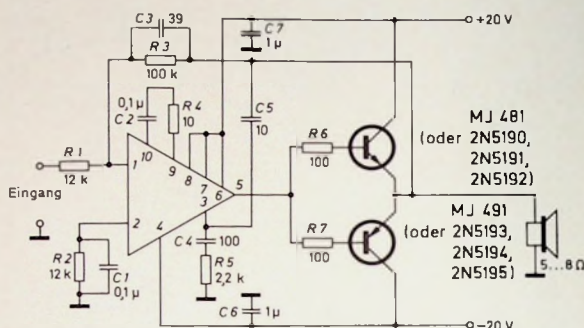 C3 39
R3
100 k
C7
1µ
+20 V
0,1µ
C2
R4
10
C5
10
R1
12 k
Eingang
1
10
9
8
7
6
5
2
3
4
R6
100
R7
100
MJ 481
(oder 2N5190,
2N5191,
2N5192)
MJ 491
(oder 2N5193,
2N5194,
2N5195)
5...8 Ω
C4
100
R5
2,2 k
R2
12k
C1
0,1µ
C6
1µ
-20 V